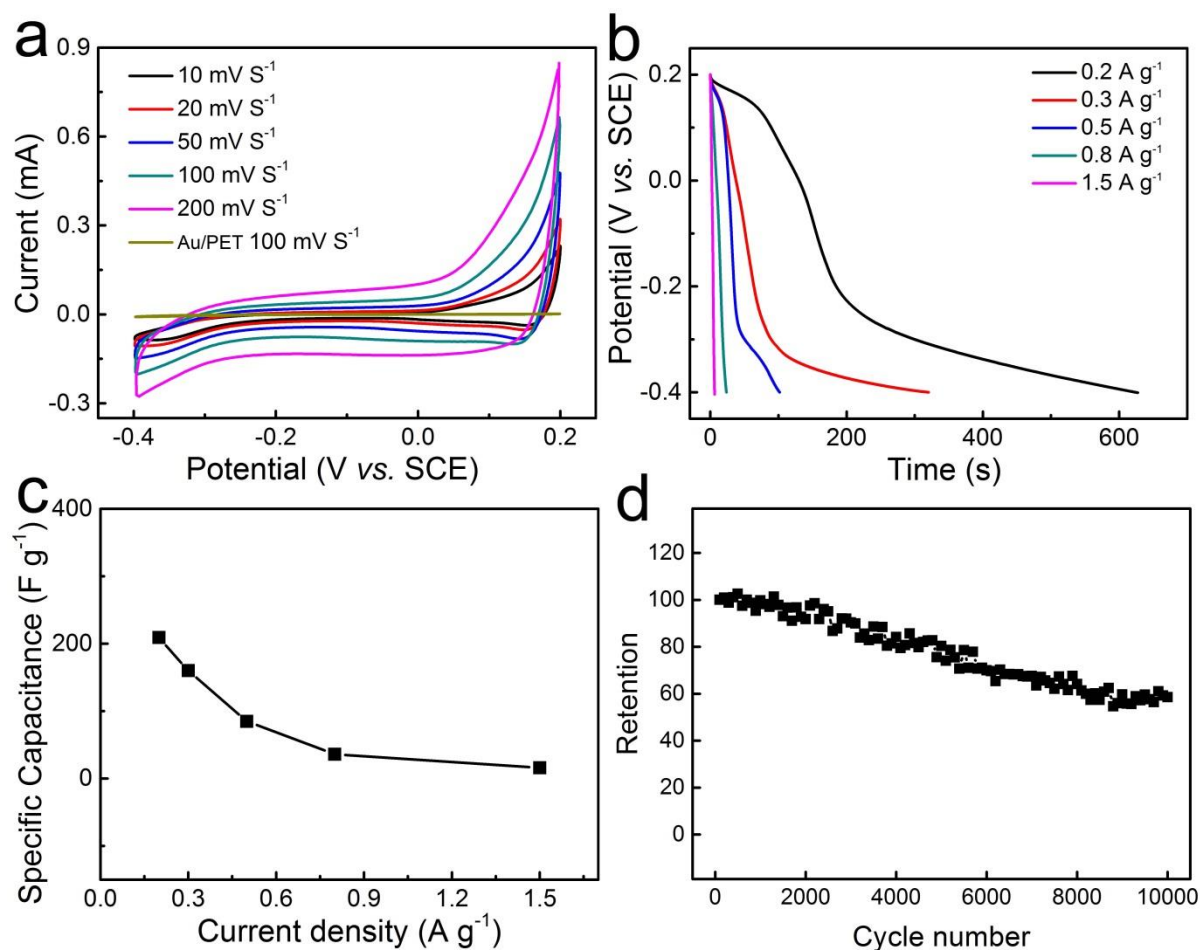 a
Current (mA)
0.9
0.6
0.3
0.0
-0.3
10 mV S⁻¹
20 mV S⁻¹
50 mV S⁻¹
100 mV S⁻¹
200 mV S⁻¹
Au/PET 100 mV S⁻¹
-0.4 -0.2 0.0 0.2
Potential (V vs. SCE)
b
Potential (V vs. SCE)
0.2
0.0
-0.2
-0.4
0.2 A g⁻¹
0.3 A g⁻¹
0.5 A g⁻¹
0.8 A g⁻¹
1.5 A g⁻¹
0 200 400 600
Time (s)
c
Specific Capacitance (F g⁻¹)
400
200
0
0.0 0.3 0.6 0.9 1.2 1.5
Current density (A g⁻¹)
d
Retention
120
100
80
60
40
20
0
0 2000 4000 6000 8000 10000
Cycle number